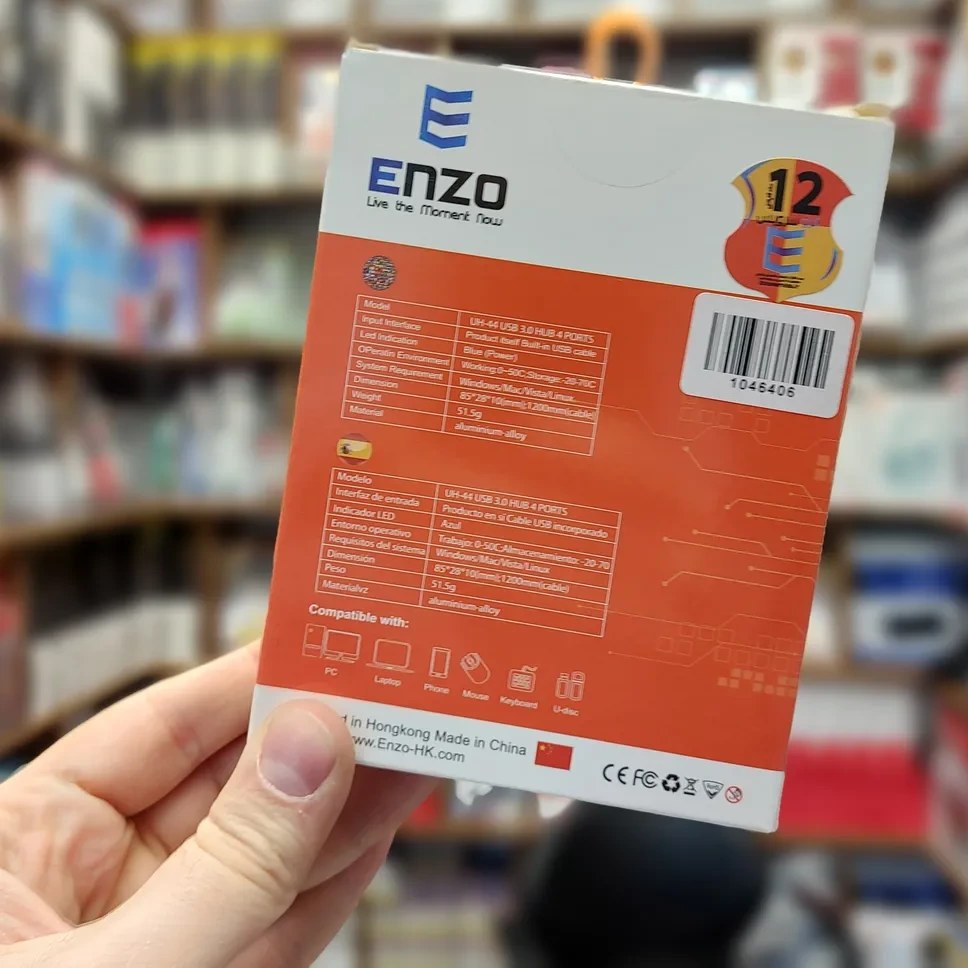 ENZO
Live the Moment Now
12
1046406
Model UH-44 USB 3.0 HUB 4 PORTS
Input Interface Product itself Built-in USB cable
Led Indication Blue (Power)
OPeratin Environment Working:0~50C;Storage:-20-70C
System Requirement Windows/Mac/Vista/Linux
Dimension 85*28*10(mm);1200mm(cable)
Weight 51.5g
Material aluminium-alloy
Modelo UH-44 USB 3.0 HUB 4 PORTS
Interfaz de entrada Producto en si Cable USB incorporado
Indicador LED Azul
Entorno operativo Trabajo: 0-50C;Almacenamiento: -20-70
Requisitos del sistema Windows/Mac/Vista/Linux
Dimensión 85*28*10(mm);1200mm(cable)
Peso 51.5g
Materialvz aluminium-alloy
Compatible with:
PC Laptop Phone Mouse Keyboard U-disc
in Hongkong Made in China
www.Enzo-HK.com
CE FC